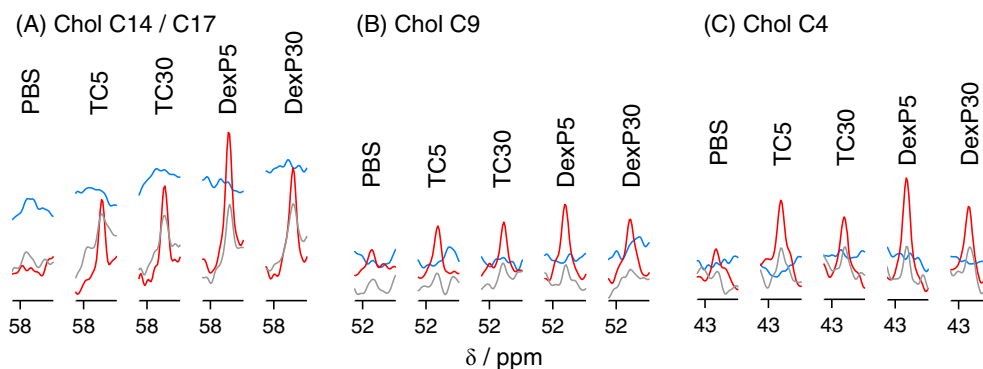 (A) Chol C14 / C17
PBS
TC5
TC30
DexP5
DexP30
58
58
58
58
58
(B) Chol C9
PBS
TC5
TC30
DexP5
DexP30
52
52
52
52
52
(C) Chol C4
PBS
TC5
TC30
DexP5
DexP30
43
43
43
43
43
δ / ppm